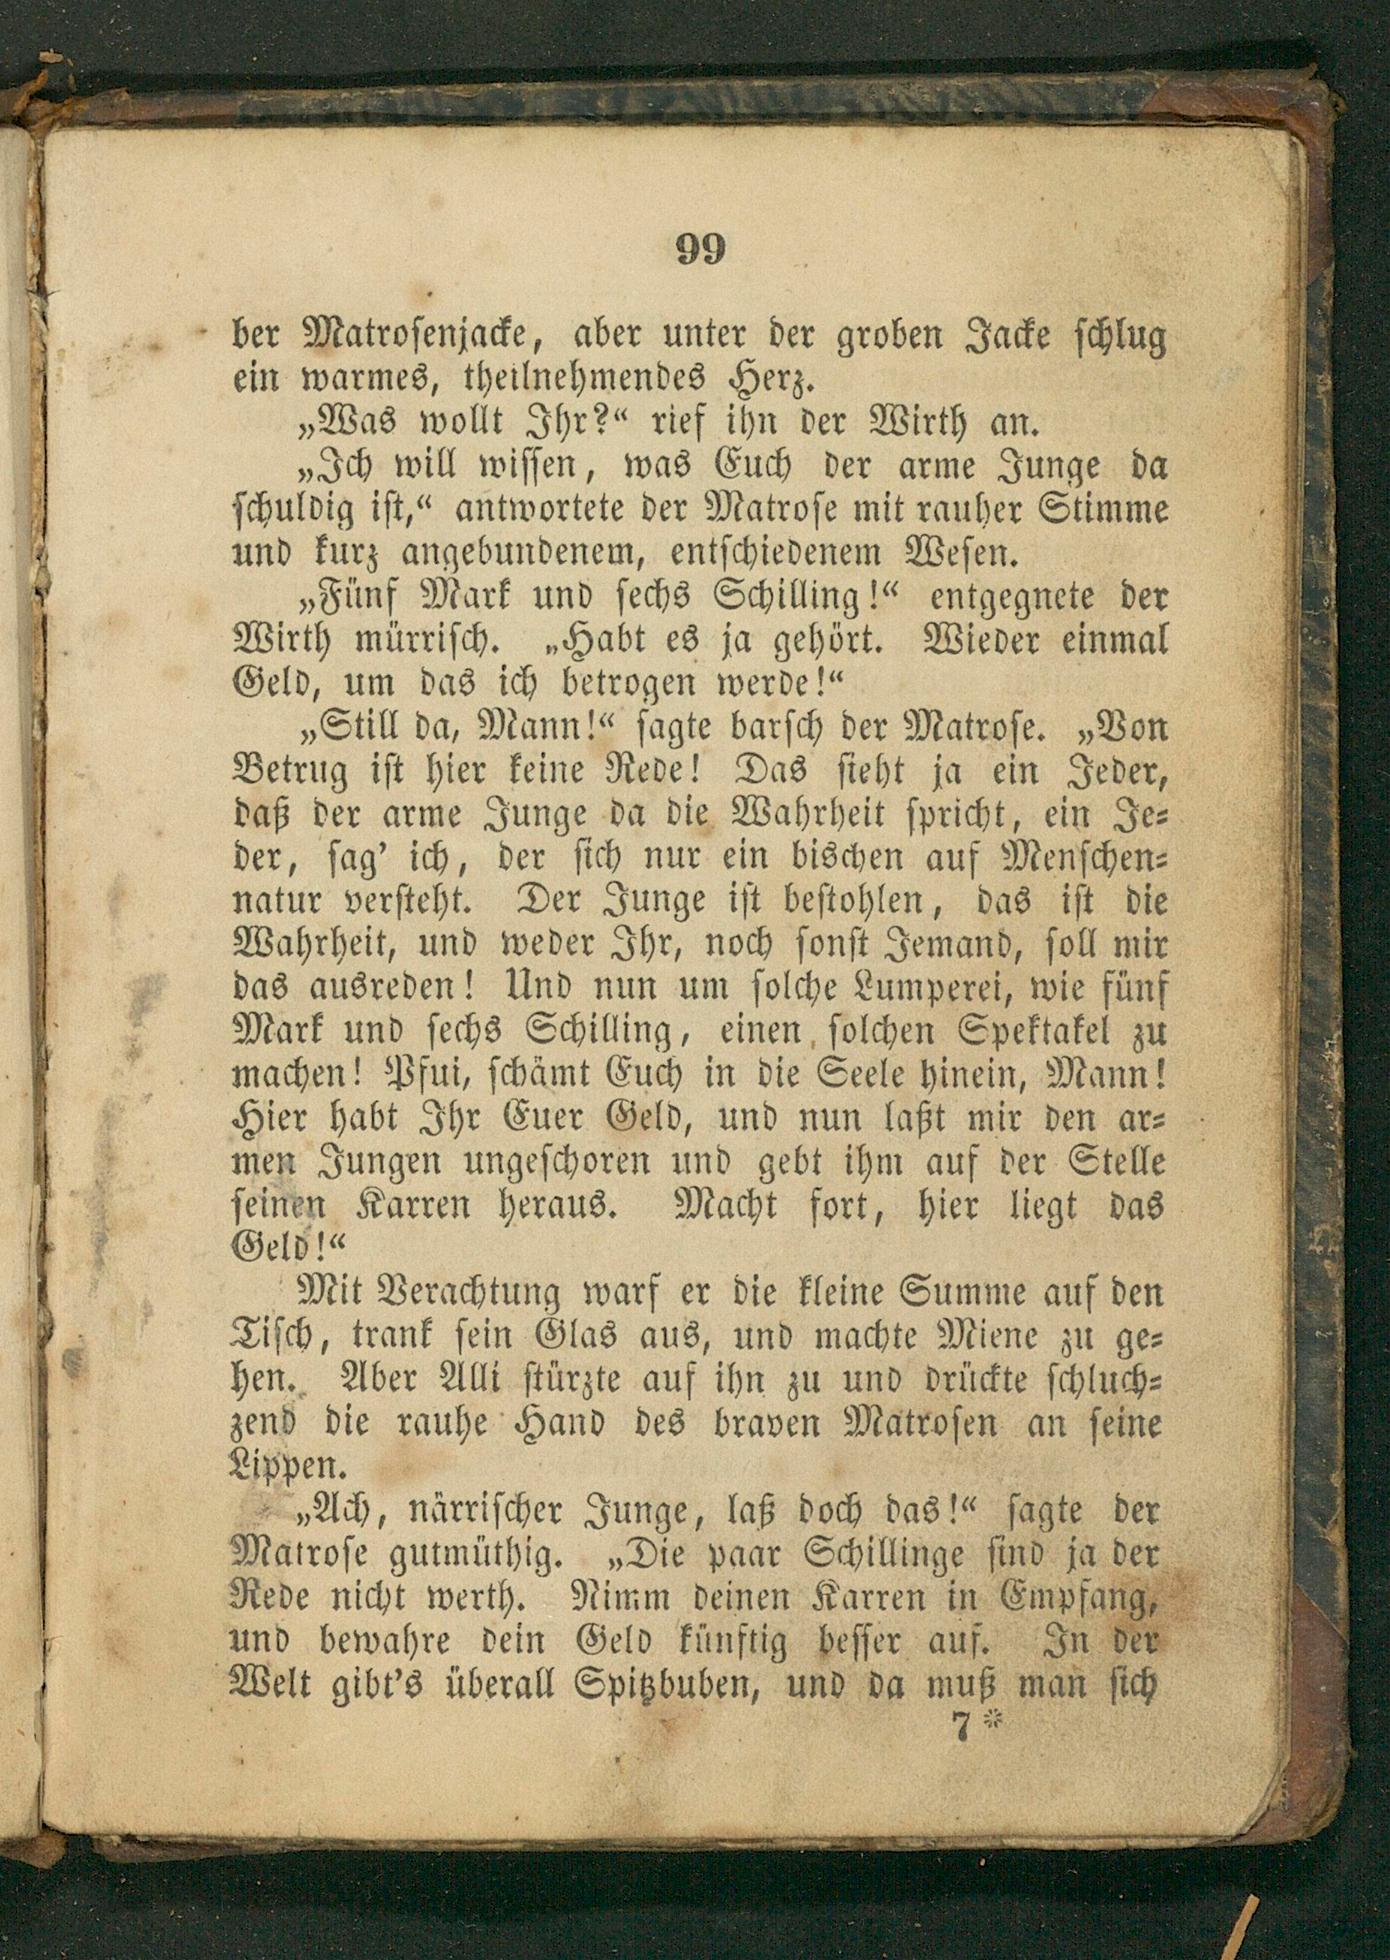 99
ber Matrosenjacke, aber unter der groben Jacke schlug
ein warmes, theilnehmendes Herz.
„Was wollt Ihr?“ rief ihn der Wirth an.
„Ich will wissen, was Euch der arme Junge da
schuldig ist,“ antwortete der Matrose mit rauher Stimme
und kurz angebundenem, entschiedenem Wesen.
„Fünf Mark und sechs Schilling!“ entgegnete der
Wirth mürrisch. „Habt es ja gehört. Wieder einmal
Geld, um das ich betrogen werde!“
„Still da, Mann!“ sagte barsch der Matrose. „Von
Betrug ist hier keine Rede! Das sieht ja ein Jeder,
daß der arme Junge da die Wahrheit spricht, ein Je-
der, sag’ ich, der sich nur ein bischen auf Menschen-
natur versteht. Der Junge ist bestohlen, das ist die
Wahrheit, und weder Ihr, noch sonst Jemand, soll mir
das ausreden! Und nun um solche Lumperei, wie fünf
Mark und sechs Schilling, einen solchen Spektakel zu
machen! Pfui, schämt Euch in die Seele hinein, Mann!
Hier habt Ihr Euer Geld, und nun laßt mir den ar-
men Jungen ungeschoren und gebt ihm auf der Stelle
seinen Karren heraus. Macht fort, hier liegt das
Geld!“
Mit Verachtung warf er die kleine Summe auf den
Tisch, trank sein Glas aus, und machte Miene zu ge-
hen. Aber Alli stürzte auf ihn zu und drückte schluch-
zend die rauhe Hand des braven Matrosen an seine
Lippen.
„Ach, närrischer Junge, laß doch das!“ sagte der
Matrose gutmüthig. „Die paar Schillinge sind ja der
Rede nicht werth. Nimm deinen Karren in Empfang,
und bewahre dein Geld künftig besser auf. In der
Welt gibt’s überall Spitzbuben, und da muß man sich
7*